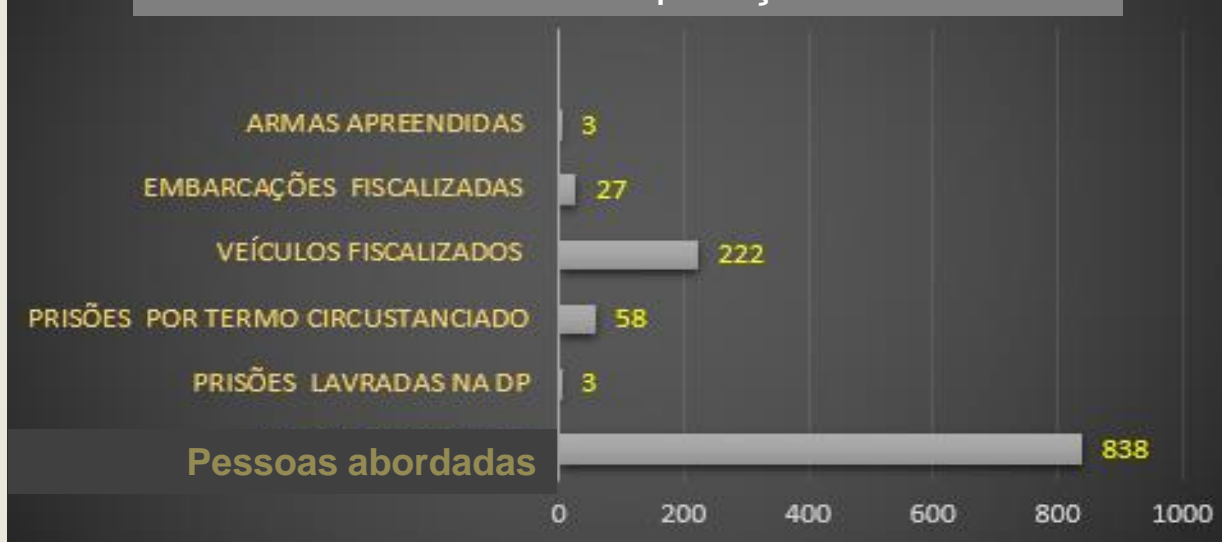 ARMAS APREENDIDAS 3
EMBARCAÇÕES FISCALIZADAS 27
VEÍCULOS FISCALIZADOS 222
PRISÕES POR TERMO CIRCUSTANCIADO 58
PRISÕES LAVRADAS NA DP 3
Pessoas abordadas 838
0 200 400 600 800 1000